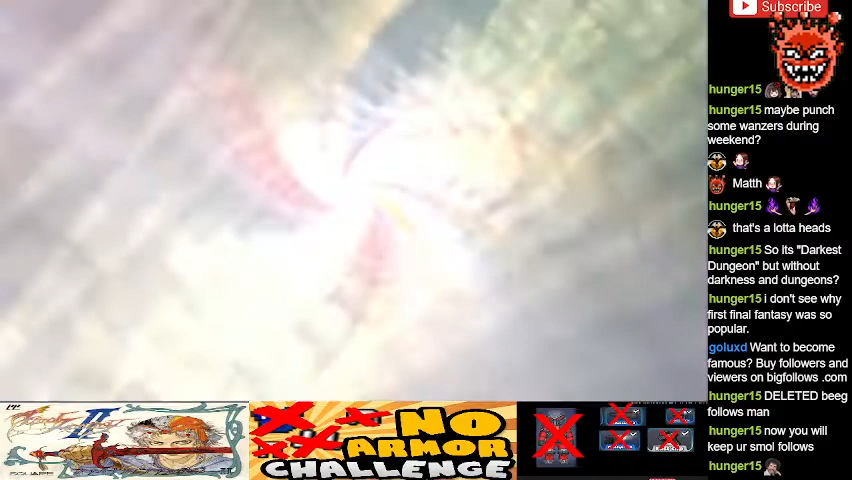 Subscribe
hunger15
hunger15 maybe punch
some wanzers during
weekend?
Matth
hunger15
that's a lotta heads
hunger15 So its "Darkest
Dungeon" but without
darkness and dungeons?
hunger15 i don't see why
first final fantasy was so
popular.
goluxd Want to become
famous? Buy followers and
viewers on bigfollows .com
hunger15 DELETED beeg
follows man
hunger15 now you will
keep ur smol follows
hunger15
II
SQUARE
NO
ARMOR
CHALLENGE